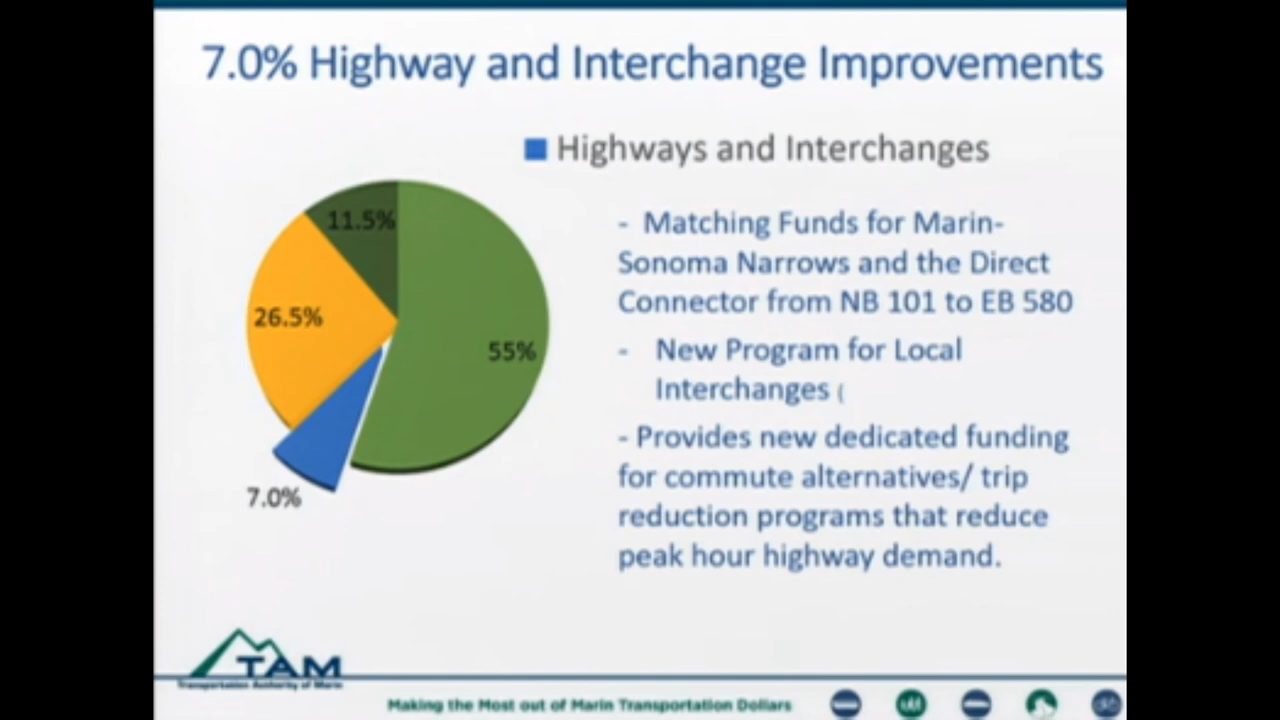 7.0% Highway and Interchange Improvements
Highways and Interchanges
11.5%
26.5%
55%
7.0%
- Matching Funds for Marin-
Sonoma Narrows and the Direct
Connector from NB 101 to EB 580
- New Program for Local
Interchanges (
- Provides new dedicated funding
for commute alternatives/ trip
reduction programs that reduce
peak hour highway demand.
TAM
Transportation Authority of Marin
Making the Most out of Marin Transportation Dollars